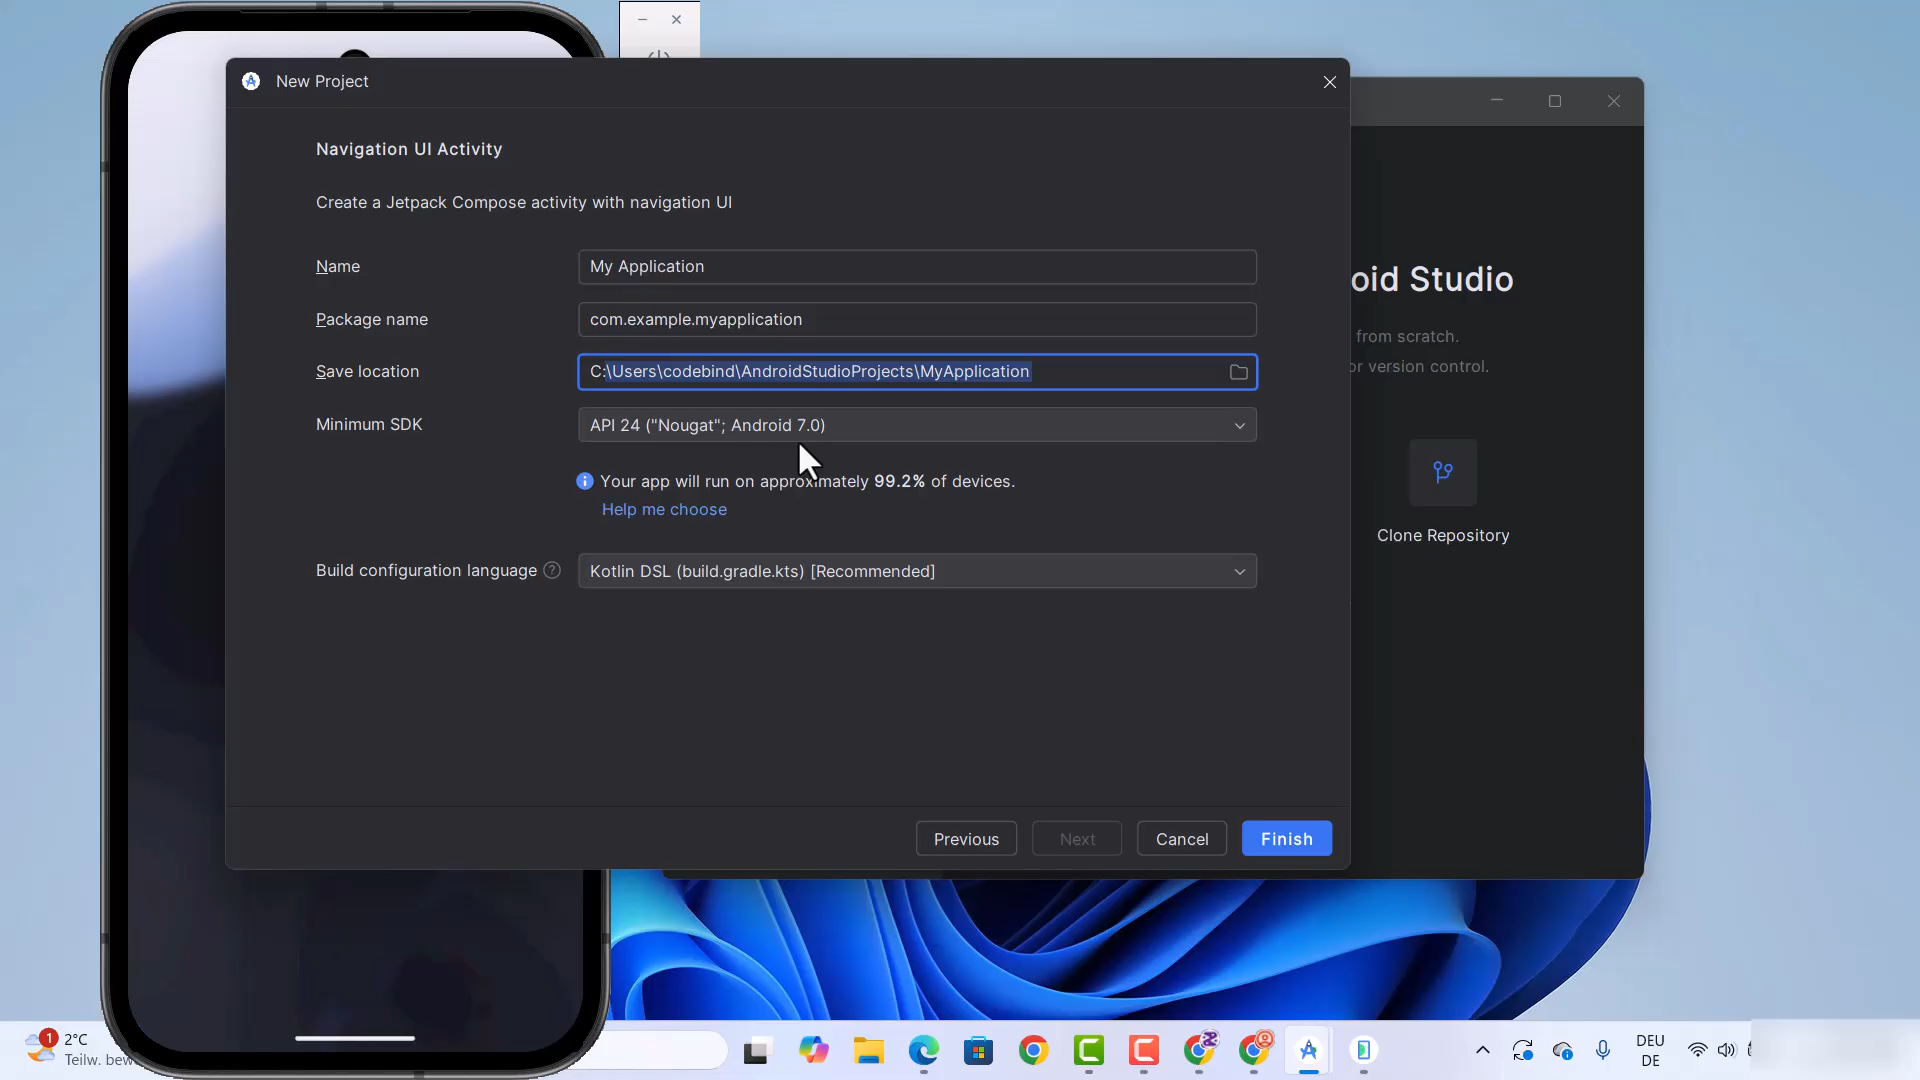 New Project
Navigation UI Activity
Create a Jetpack Compose activity with navigation UI
Name
My Application
Package name
com.example.myapplication
Save location
C:\Users\codebind\AndroidStudioProjects\MyApplication
Minimum SDK
API 24 ("Nougat"; Android 7.0)
Your app will run on approximately 99.2% of devices.
Help me choose
Build configuration language
Kotlin DSL (build.gradle.kts) [Recommended]
Previous
Next
Cancel
Finish
oid Studio
from scratch.
or version control.
Clone Repository
1
2°C
Teilw. bew
DEU
DE